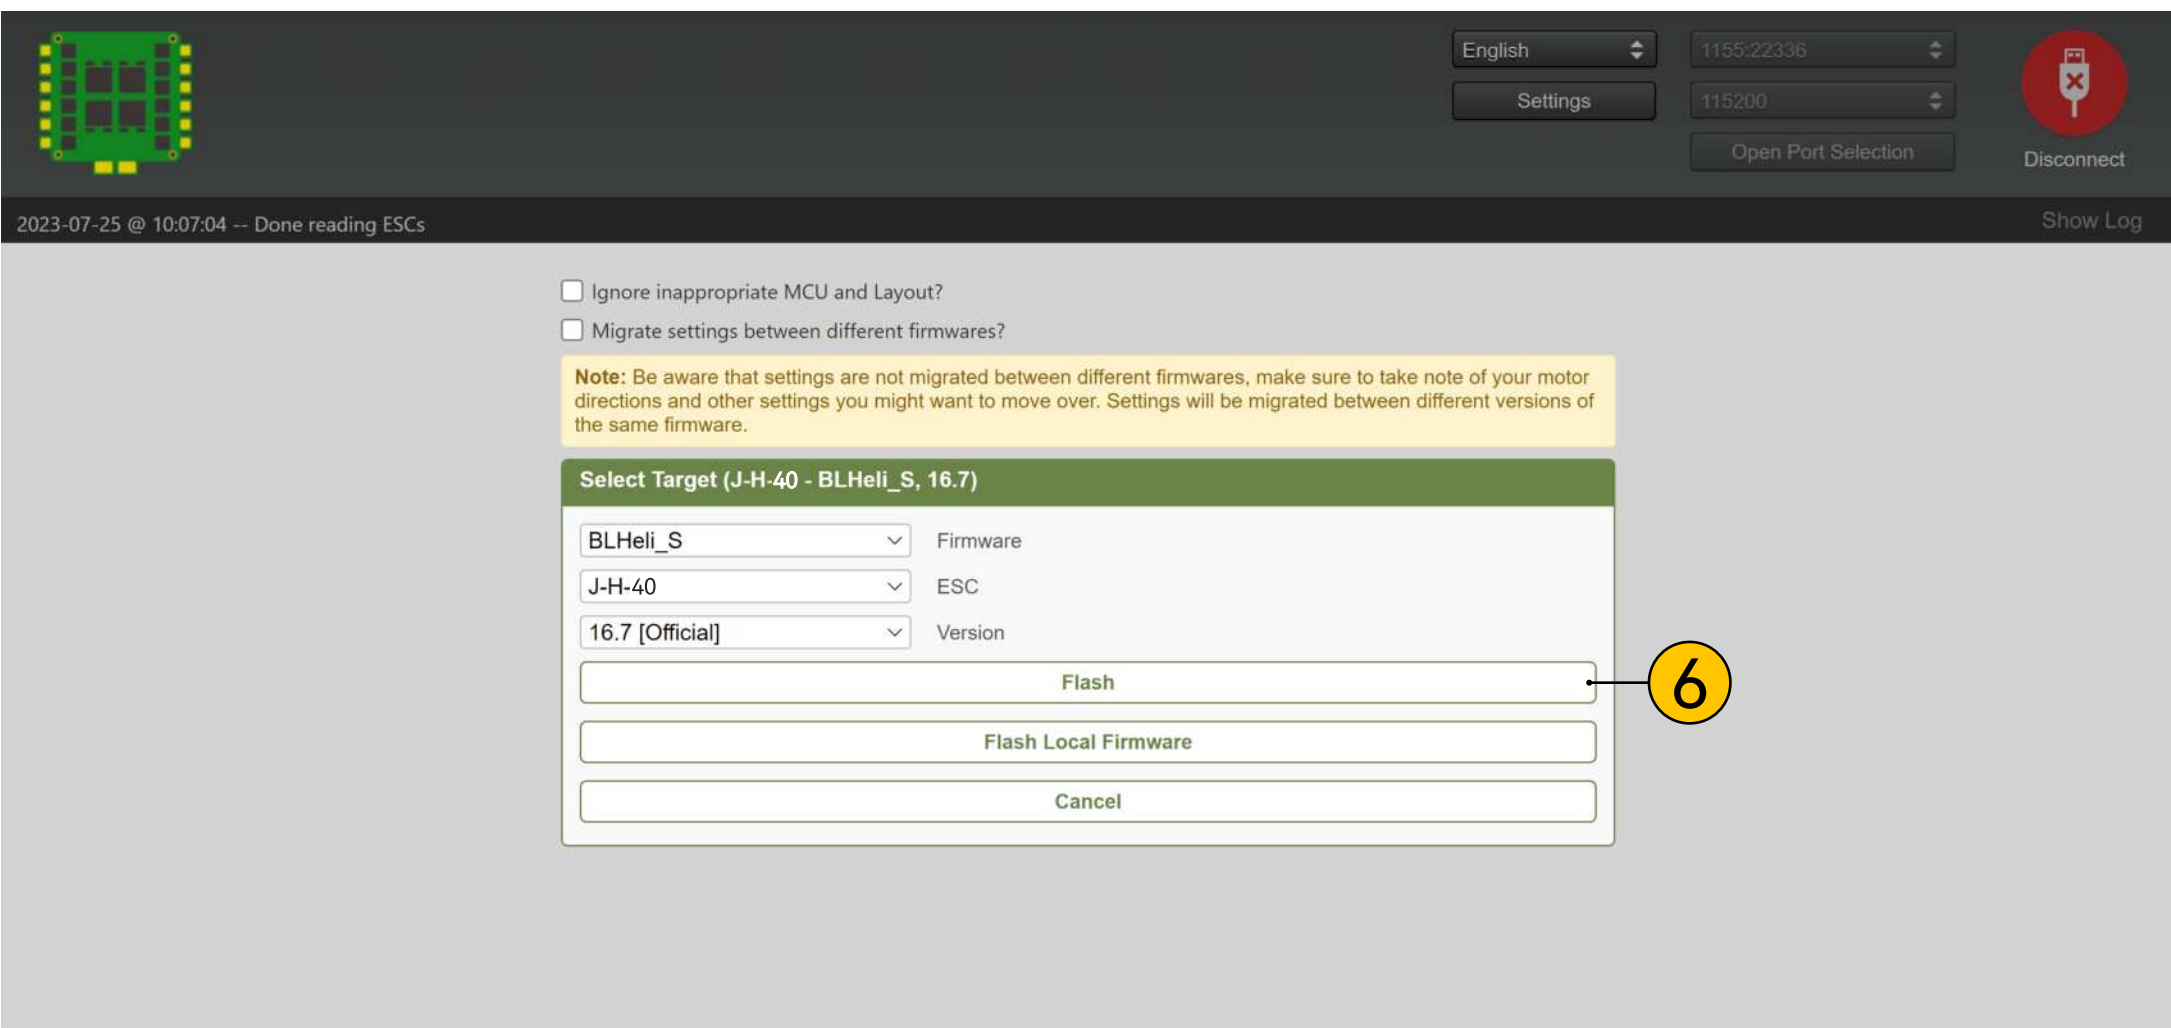 English
1155:22336
Settings
115200
Open Port Selection
Disconnect
2023-07-25 @ 10:07:04 -- Done reading ESCs
Show Log
Ignore inappropriate MCU and Layout?
Migrate settings between different firmwares?
Note: Be aware that settings are not migrated between different firmwares, make sure to take note of your motor
directions and other settings you might want to move over. Settings will be migrated between different versions of
the same firmware.
Select Target (J-H-40 - BLHeli_S, 16.7)
BLHeli_S Firmware
J-H-40 ESC
16.7 [Official] Version
Flash
6
Flash Local Firmware
Cancel